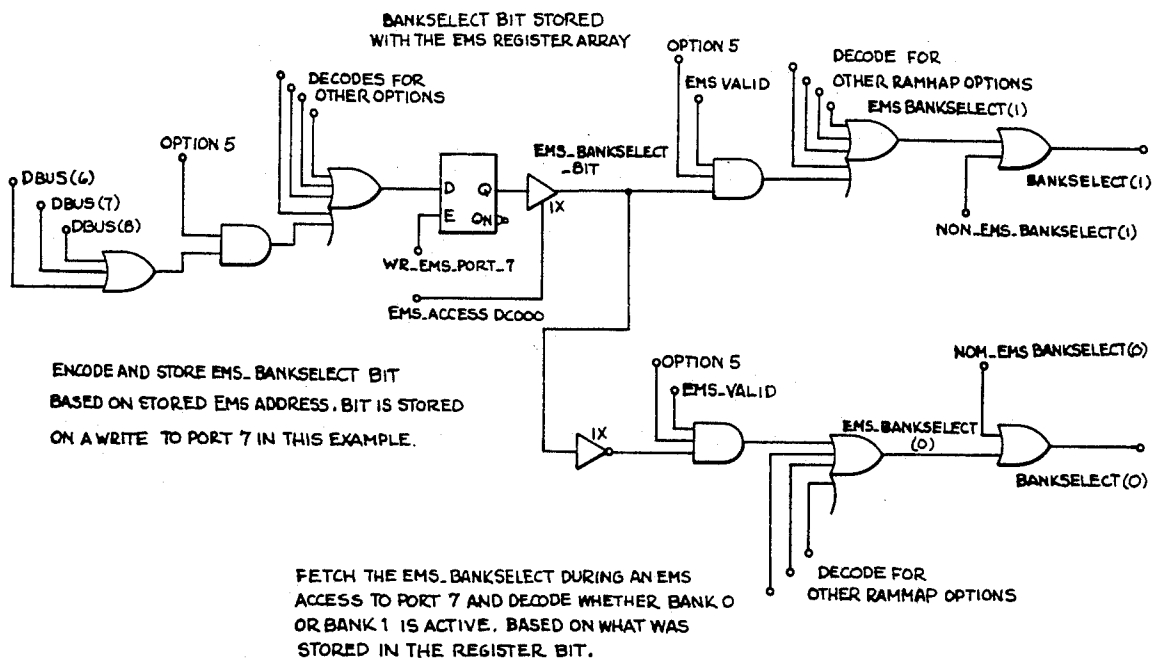 BANKSELECT BIT STORED
WITH THE EMS REGISTER ARRAY
DECODES FOR
OTHER OPTIONS
OPTION 5
DBUS(6)
DBUS(7)
DBUS(8)
D
Q
E
QN
WR_EMS_PORT_7
EMS_ACCESS DC000
1X
EMS_BANKSELECT
_BIT
OPTION 5
EMS VALID
DECODE FOR
OTHER RAMMAP OPTIONS
EMS BANKSELECT(1)
BANKSELECT(1)
NON_EMS_BANKSELECT(1)
ENCODE AND STORE EMS_BANKSELECT BIT
BASED ON STORED EMS ADDRESS. BIT IS STORED
ON A WRITE TO PORT 7 IN THIS EXAMPLE.
OPTION 5
EMS_VALID
1X
EMS_BANKSELECT
(0)
NOM_EMS BANKSELECT(0)
BANKSELECT(0)
DECODE FOR
OTHER RAMMAP OPTIONS
FETCH THE EMS_BANKSELECT DURING AN EMS
ACCESS TO PORT 7 AND DECODE WHETHER BANK 0
OR BANK 1 IS ACTIVE. BASED ON WHAT WAS
STORED IN THE REGISTER BIT.